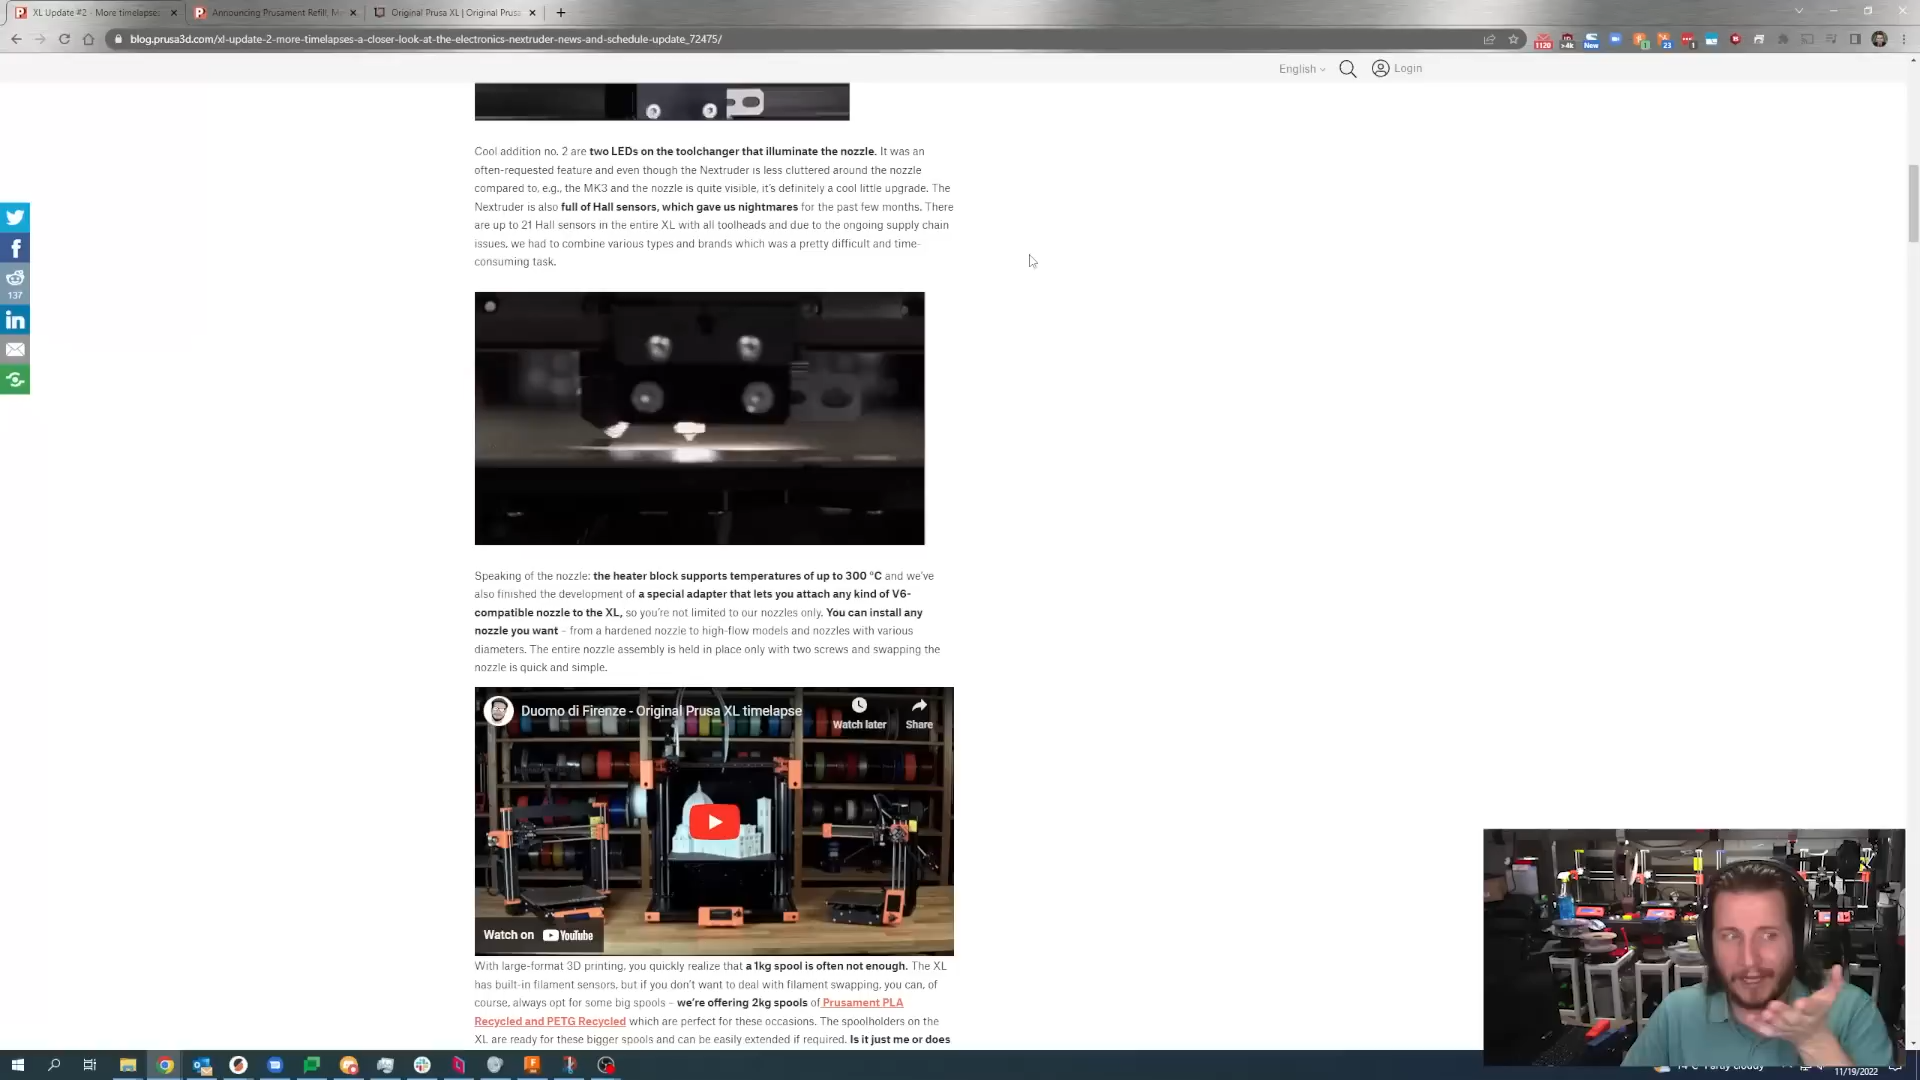 XL Update #2 - More timelapse
Announcing Prusament Refill, M
Original Prusa XL | Original Prusa
blog.prusa3d.com/xl-update-2-more-timelapses-a-closer-look-at-the-electronics-nextruder-news-and-schedule-update_72475/
1120
>4k
New
1
23
1
English
Login
Cool addition no. 2 are two LEDs on the toolchanger that illuminate the nozzle. It was an
often-requested feature and even though the Nextruder is less cluttered around the nozzle
compared to, e.g., the MK3 and the nozzle is quite visible, it's definitely a cool little upgrade. The
Nextruder is also full of Hall sensors, which gave us nightmares for the past few months. There
are up to 21 Hall sensors in the entire XL with all toolheads and due to the ongoing supply chain
issues, we had to combine various types and brands which was a pretty difficult and time-
consuming task.
137
Speaking of the nozzle: the heater block supports temperatures of up to 300 °C and we've
also finished the development of a special adapter that lets you attach any kind of V6-
compatible nozzle to the XL, so you're not limited to our nozzles only. You can install any
nozzle you want – from a hardened nozzle to high-flow models and nozzles with various
diameters. The entire nozzle assembly is held in place only with two screws and swapping the
nozzle is quick and simple.
Duomo di Firenze - Original Prusa XL timelapse
Watch later
Share
Watch on YouTube
With large-format 3D printing, you quickly realize that a 1kg spool is often not enough. The XL
has built-in filament sensors, but if you don't want to deal with filament swapping, you can, of
course, always opt for some big spools – we're offering 2kg spools of Prusament PLA
Recycled and PETG Recycled which are perfect for these occasions. The spoolholders on the
XL are ready for these bigger spools and can be easily extended if required. Is it just me or does
11/19/2022